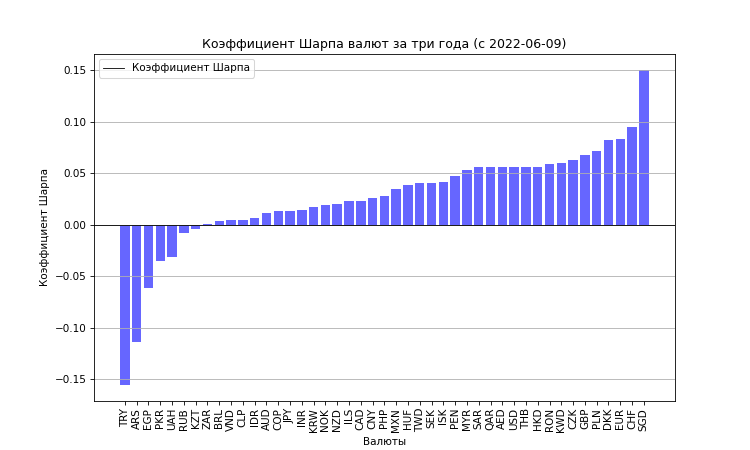 Коэффициент Шарпа валют за три года (с 2022-06-09)
Коэффициент Шарпа
0.15
0.10
0.05
0.00
−0.05
−0.10
−0.15
Коэффициент Шарпа
TRY ARS EGP PKR UAH RUB KZT ZAR BRL VND CLP IDR AUD COP JPY INR KRW NOK NZD ILS CAD CNY PHP MXN HUF TWD SEK ISK PEN MYR SAR QAR AED USD THB HKD RON KWD CZK GBP PLN DKK EUR CHF SGD
Валюты